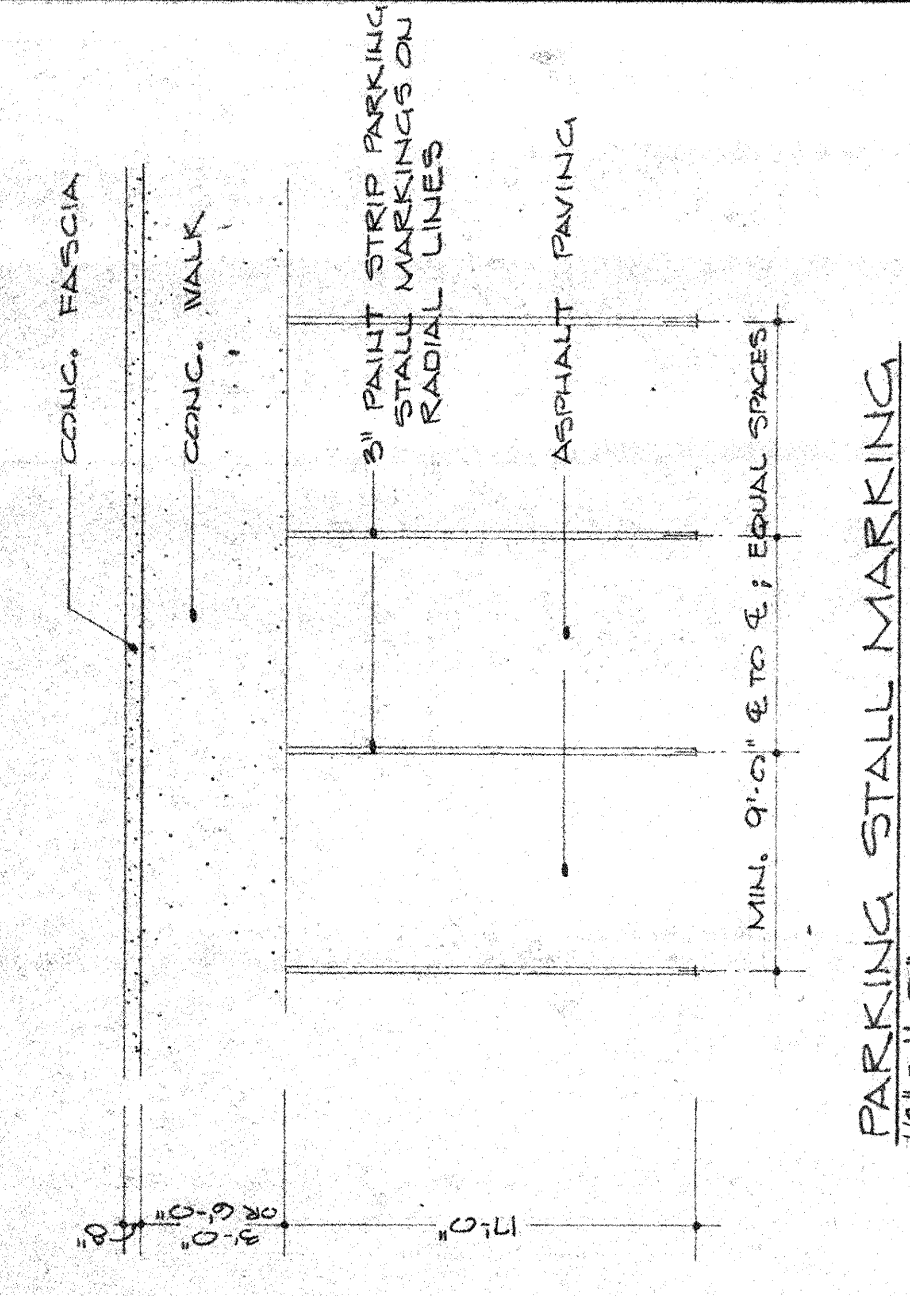 CONC. FASCIA
CONC. WALK
3" PAINT STRIP PARKING
STALL MARKINGS ON
RADIAL LINES
ASPHALT PAVING
MIN. 9'-0" ℄ TO ℄ ; EQUAL SPACES
8"
3'-0"
OR 6'-0"
17'-0"
PARKING STALL MARKING